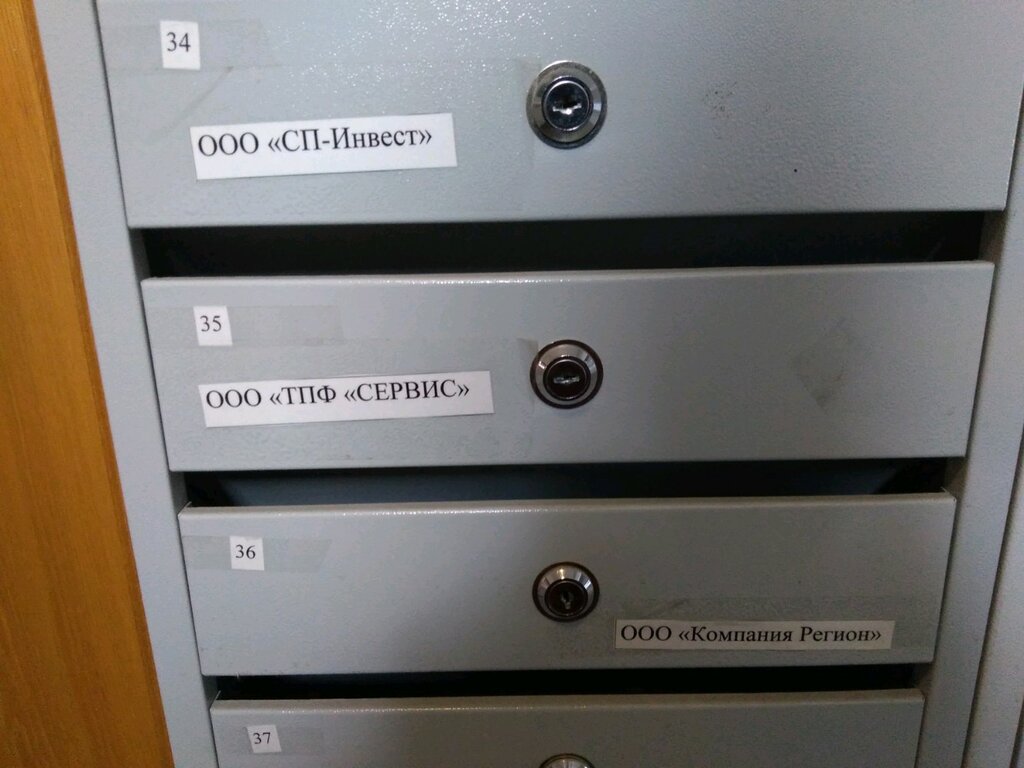 34
ООО «СП-Инвест»
35
ООО «ТПФ «СЕРВИС»
36
ООО «Компания Регион»
37